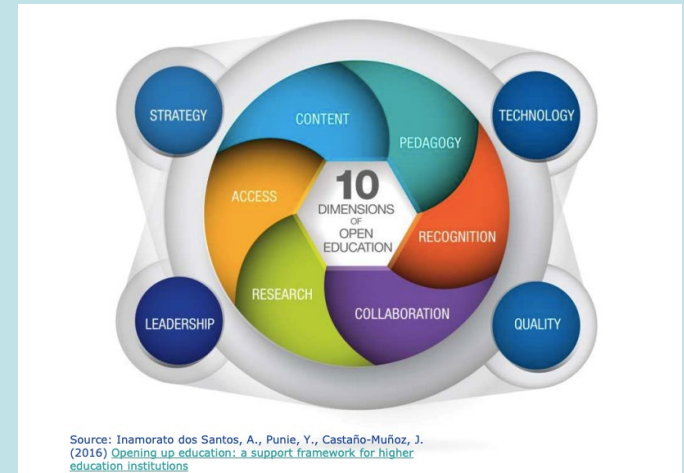 STRATEGY
TECHNOLOGY
CONTENT
PEDAGOGY
ACCESS
10
DIMENSIONS
OF
OPEN
EDUCATION
RECOGNITION
RESEARCH
COLLABORATION
LEADERSHIP
QUALITY
Source: Inamorato dos Santos, A., Punie, Y., Castaño-Muñoz, J.
(2016) Opening up education: a support framework for higher
education institutions